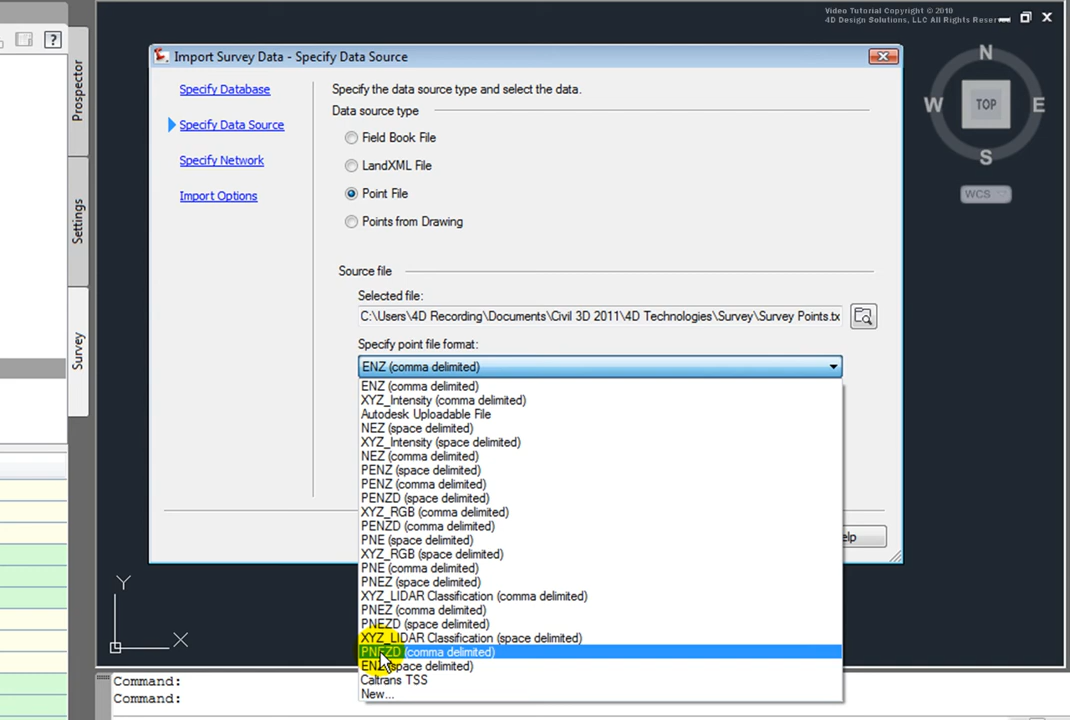 Video Tutorial Copyright © 2010
4D Design Solutions, LLC All Rights Reser
?
Prospector
Settings
Survey
Import Survey Data - Specify Data Source
Specify Database
Specify Data Source
Specify Network
Import Options
Specify the data source type and select the data.
Data source type
Field Book File
LandXML File
Point File
Points from Drawing
Source file
Selected file:
C:\Users\4D Recording\Documents\Civil 3D 2011\4D Technologies\Survey\Survey Points.tx
Specify point file format:
ENZ (comma delimited)
ENZ (comma delimited)
XYZ_Intensity (comma delimited)
Autodesk Uploadable File
NEZ (space delimited)
XYZ_Intensity (space delimited)
NEZ (comma delimited)
PENZ (space delimited)
PENZ (comma delimited)
PENZD (space delimited)
XYZ_RGB (comma delimited)
PENZD (comma delimited)
PNE (space delimited)
XYZ_RGB (space delimited)
PNE (comma delimited)
PNEZ (space delimited)
XYZ_LIDAR Classification (comma delimited)
PNEZ (comma delimited)
PNEZD (space delimited)
XYZ_LIDAR Classification (space delimited)
PNEZD (comma delimited)
ENZ (space delimited)
Caltrans TSS
New...
elp
N
W TOP E
S
WCS
Y
X
Command:
Command: